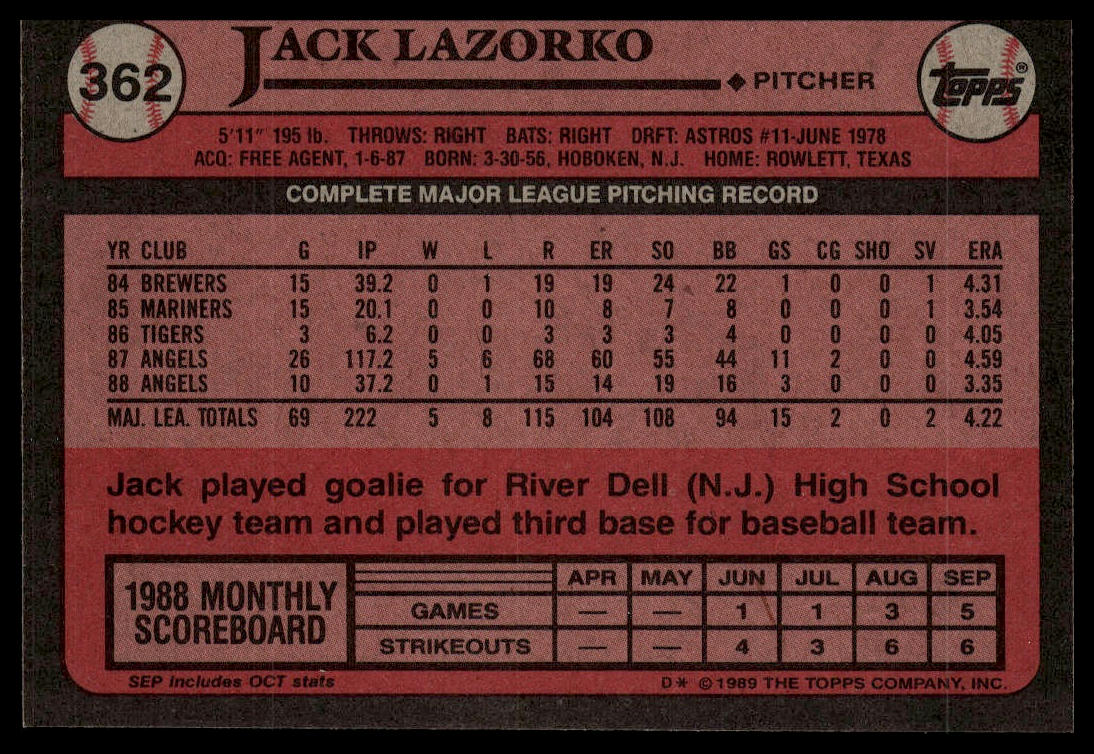 362
JACK LAZORKO
◆ PITCHER
TOPPS®
5'11" 195 lb. THROWS: RIGHT BATS: RIGHT DRFT: ASTROS #11-JUNE 1978
ACQ: FREE AGENT, 1-6-87 BORN: 3-30-56, HOBOKEN, N.J. HOME: ROWLETT, TEXAS
COMPLETE MAJOR LEAGUE PITCHING RECORD
YR CLUB G IP W L R ER SO BB GS CG SHO SV ERA
84 BREWERS 15 39.2 0 1 19 19 24 22 1 0 0 1 4.31
85 MARINERS 15 20.1 0 0 10 8 7 8 0 0 0 1 3.54
86 TIGERS 3 6.2 0 0 3 3 3 4 0 0 0 0 4.05
87 ANGELS 26 117.2 5 6 68 60 55 44 11 2 0 0 4.59
88 ANGELS 10 37.2 0 1 15 14 19 16 3 0 0 0 3.35
MAJ. LEA. TOTALS 69 222 5 8 115 104 108 94 15 2 0 2 4.22
Jack played goalie for River Dell (N.J.) High School
hockey team and played third base for baseball team.
1988 MONTHLY
SCOREBOARD
APR MAY JUN JUL AUG SEP
GAMES — — 1 1 3 5
STRIKEOUTS — — 4 3 6 6
SEP includes OCT stats
D* © 1989 THE TOPPS COMPANY, INC.